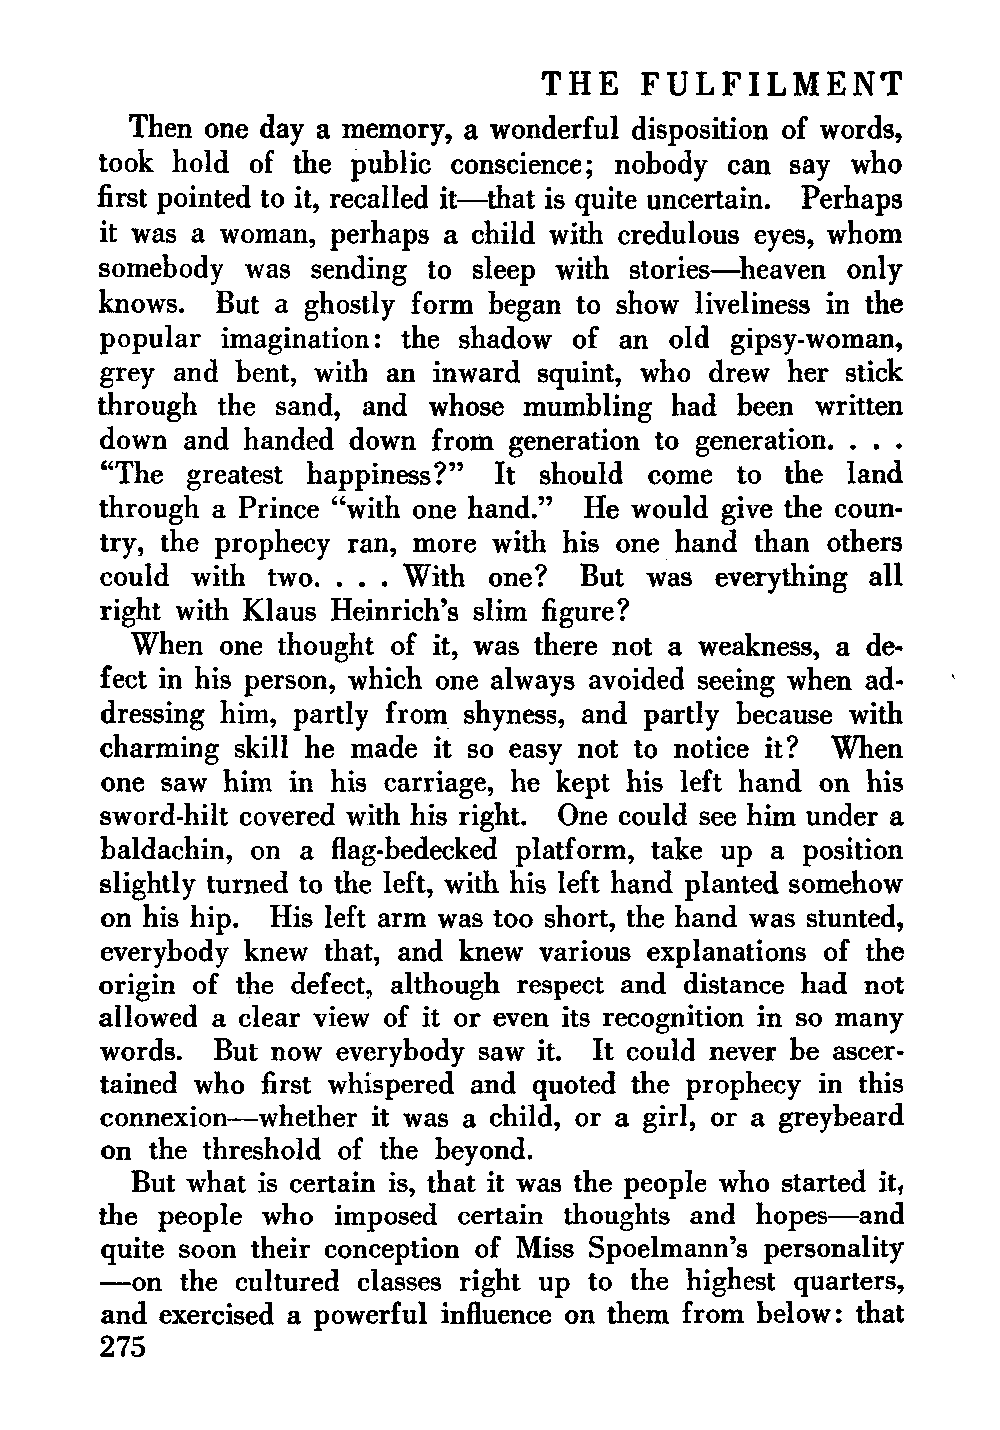 THE FULFILMENT
Then one day a memory, a wonderful disposition of words,
took hold of the public conscience; nobody can say who
first pointed to it, recalled it—that is quite uncertain. Perhaps
it was a woman, perhaps a child with credulous eyes, whom
somebody was sending to sleep with stories—heaven only
knows. But a ghostly form began to show liveliness in the
popular imagination: the shadow of an old gipsy-woman,
grey and bent, with an inward squint, who drew her stick
through the sand, and whose mumbling had been written
down and handed down from generation to generation. . . .
“The greatest happiness?” It should come to the land
through a Prince “with one hand.” He would give the coun-
try, the prophecy ran, more with his one hand than others
could with two. . . . With one? But was everything all
right with Klaus Heinrich’s slim figure?
When one thought of it, was there not a weakness, a de-
fect in his person, which one always avoided seeing when ad-
dressing him, partly from shyness, and partly because with
charming skill he made it so easy not to notice it? When
one saw him in his carriage, he kept his left hand on his
sword-hilt covered with his right. One could see him under a
baldachin, on a flag-bedecked platform, take up a position
slightly turned to the left, with his left hand planted somehow
on his hip. His left arm was too short, the hand was stunted,
everybody knew that, and knew various explanations of the
origin of the defect, although respect and distance had not
allowed a clear view of it or even its recognition in so many
words. But now everybody saw it. It could never be ascer-
tained who first whispered and quoted the prophecy in this
connexion—whether it was a child, or a girl, or a greybeard
on the threshold of the beyond.
But what is certain is, that it was the people who started it,
the people who imposed certain thoughts and hopes—and
quite soon their conception of Miss Spoelmann’s personality
—on the cultured classes right up to the highest quarters,
and exercised a powerful influence on them from below: that
275